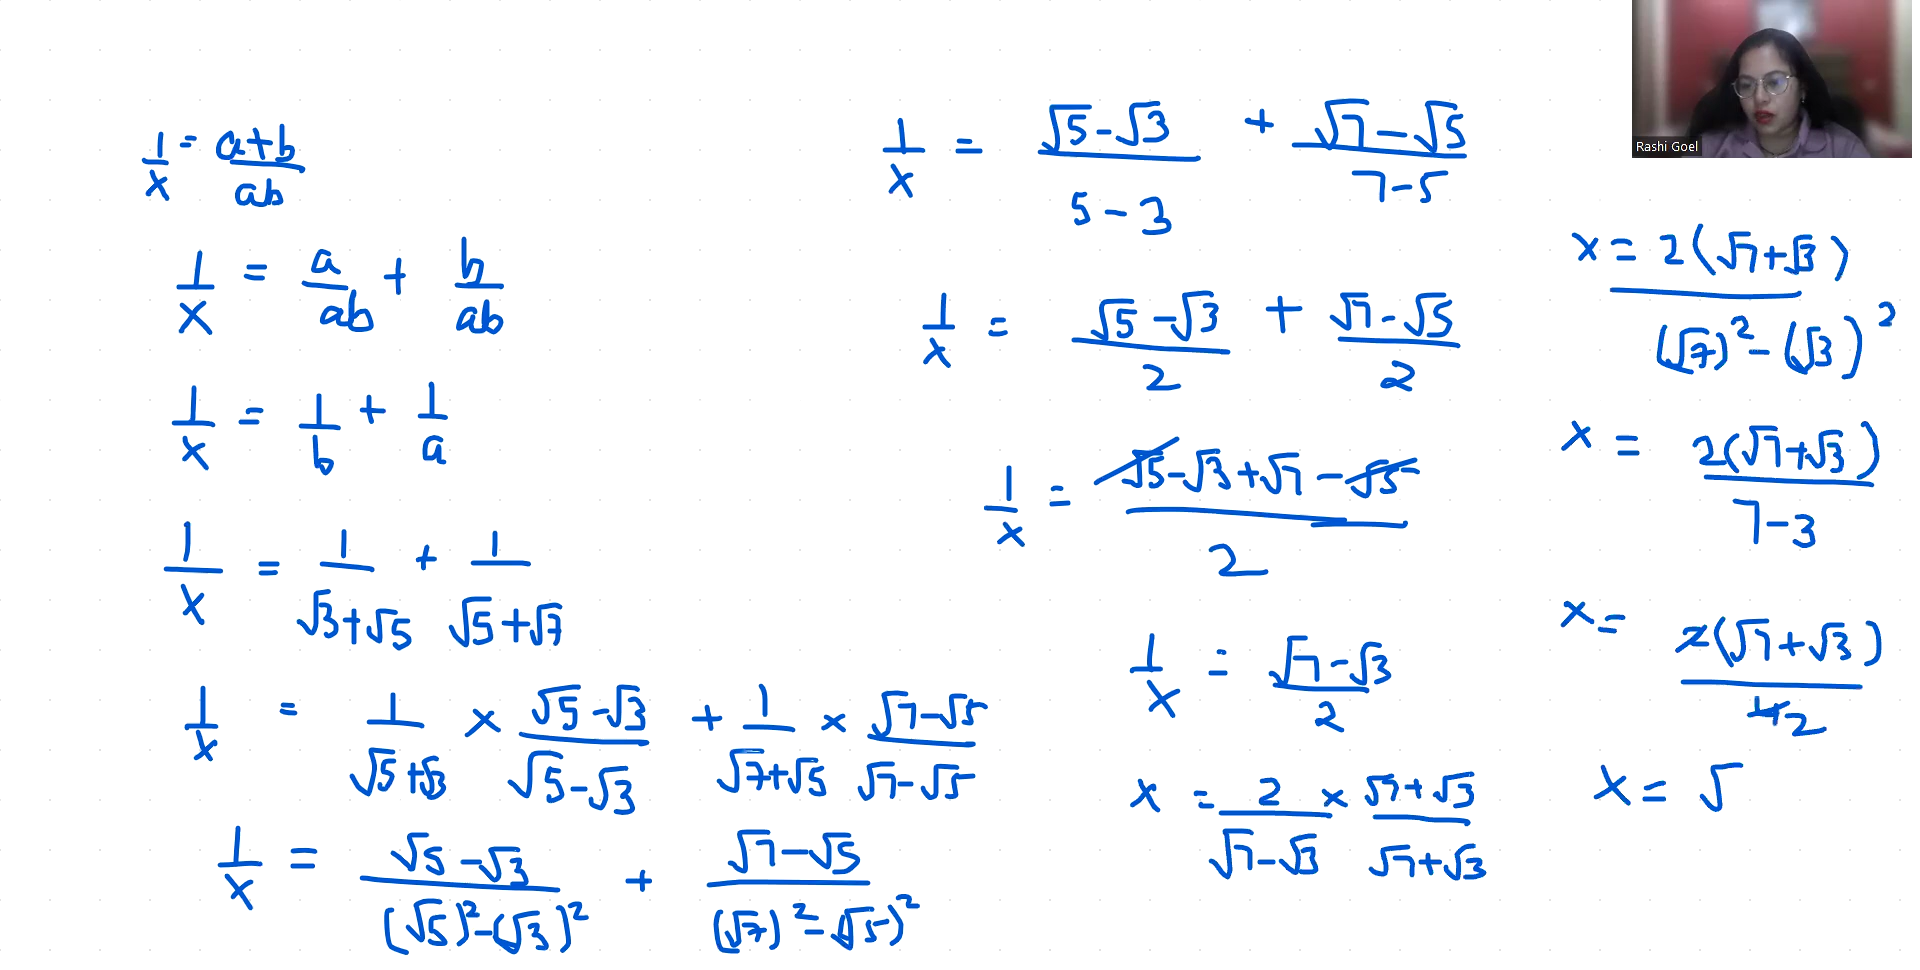 1/x = (a+b)/ab
1/x = a/ab + b/ab
1/x = 1/b + 1/a
1/x = 1/(√3+√5) + 1/(√5+√7)
1/x = 1/(√5+√3) × (√5-√3)/(√5-√3) + 1/(√7+√5) × (√7-√5)/(√7-√5)
1/x = (√5-√3)/((√5)²-(√3)²) + (√7-√5)/((√7)²-(√5)²)
1/x = (√5-√3)/(5-3) + (√7-√5)/(7-5)
1/x = (√5-√3)/2 + (√7-√5)/2
1/x = (√5-√3+√7-√5)/2
1/x = (√7-√3)/2
x = 2/(√7-√3) × (√7+√3)/(√7+√3)
x = 2(√7+√3)/((√7)²-(√3)²)
x = 2(√7+√3)/(7-3)
x = 2(√7+√3)/4 2
x = √
Rashi Goel